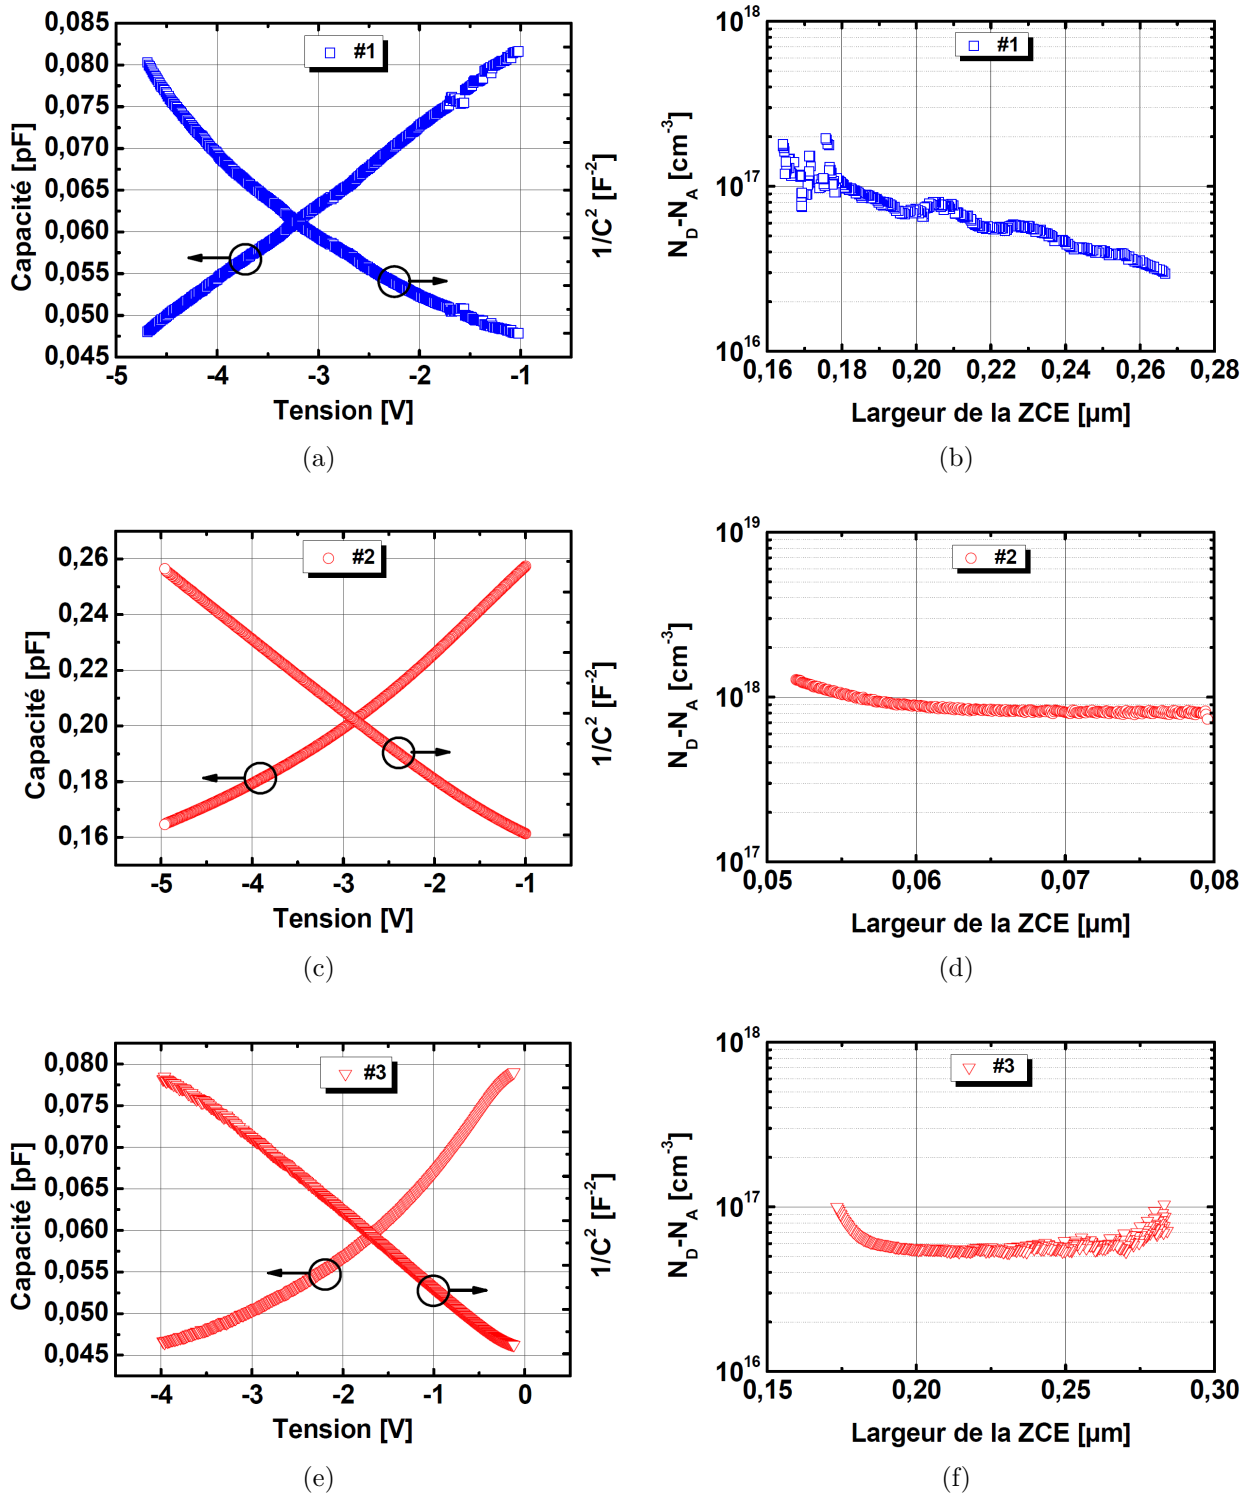 0,085
0,080
0,075
0,070
0,065
0,060
0,055
0,050
0,045
Capacité [pF]
#1
1/C² [F⁻²]
-5 -4 -3 -2 -1
Tension [V]
(a)
10¹⁸
10¹⁷
10¹⁶
N_D-N_A [cm⁻³]
#1
0,16 0,18 0,20 0,22 0,24 0,26 0,28
Largeur de la ZCE [µm]
(b)
0,26
0,24
0,22
0,20
0,18
0,16
Capacité [pF]
#2
1/C² [F⁻²]
-5 -4 -3 -2 -1
Tension [V]
(c)
10¹⁹
10¹⁸
10¹⁷
N_D-N_A [cm⁻³]
#2
0,05 0,06 0,07 0,08
Largeur de la ZCE [µm]
(d)
0,080
0,075
0,070
0,060
0,055
0,050
0,045
Capacité [pF]
#3
1/C² [F⁻²]
-4 -3 -2 -1 0
Tension [V]
(e)
10¹⁸
10¹⁷
10¹⁶
N_D-N_A [cm⁻³]
#3
0,15 0,20 0,25 0,30
Largeur de la ZCE [µm]
(f)